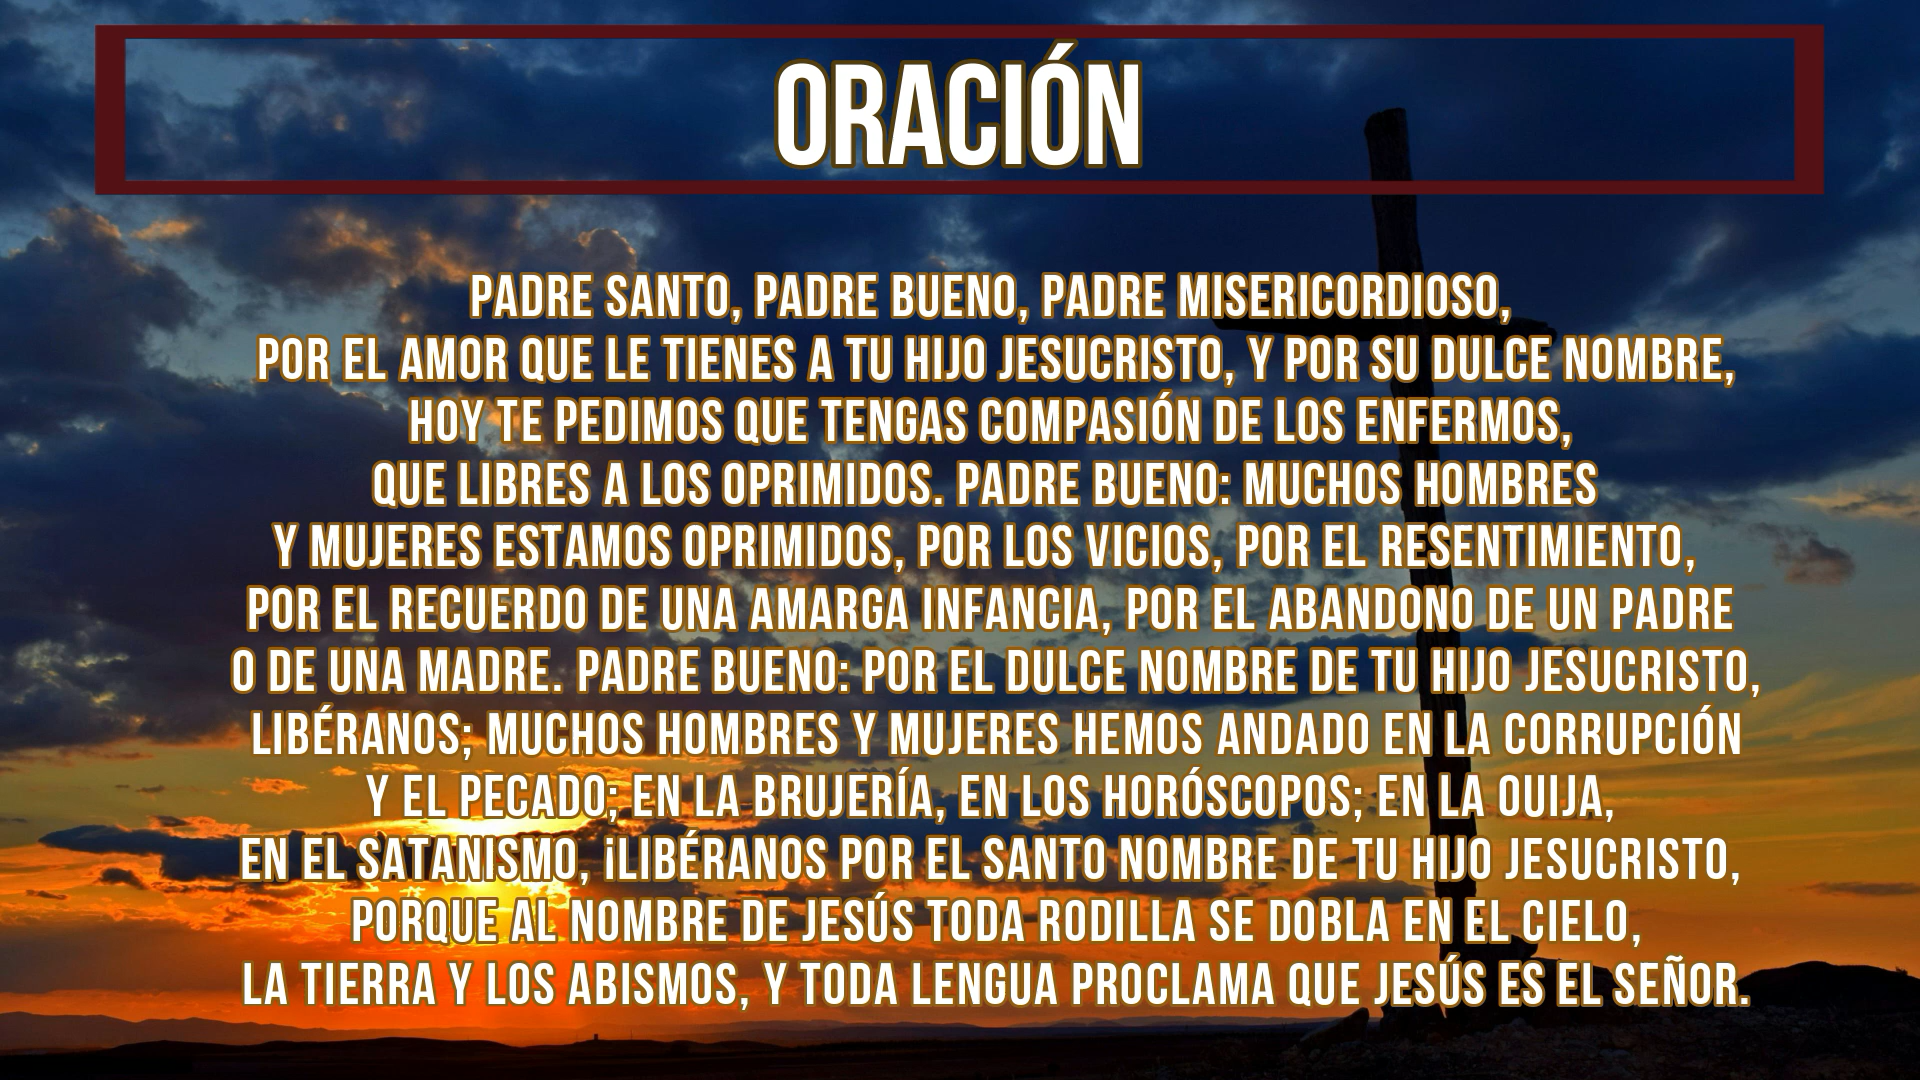 ORACIÓN
PADRE SANTO, PADRE BUENO, PADRE MISERICORDIOSO,
POR EL AMOR QUE LE TIENES A TU HIJO JESUCRISTO, Y POR SU DULCE NOMBRE,
HOY TE PEDIMOS QUE TENGAS COMPASIÓN DE LOS ENFERMOS,
QUE LIBRES A LOS OPRIMIDOS. PADRE BUENO: MUCHOS HOMBRES
Y MUJERES ESTAMOS OPRIMIDOS, POR LOS VICIOS, POR EL RESENTIMIENTO,
POR EL RECUERDO DE UNA AMARGA INFANCIA, POR EL ABANDONO DE UN PADRE
O DE UNA MADRE. PADRE BUENO: POR EL DULCE NOMBRE DE TU HIJO JESUCRISTO,
LIBÉRANOS; MUCHOS HOMBRES Y MUJERES HEMOS ANDADO EN LA CORRUPCIÓN
Y EL PECADO; EN LA BRUJERÍA, EN LOS HORÓSCOPOS; EN LA OUIJA,
EN EL SATANISMO, ¡LIBÉRANOS POR EL SANTO NOMBRE DE TU HIJO JESUCRISTO,
PORQUE AL NOMBRE DE JESÚS TODA RODILLA SE DOBLA EN EL CIELO,
LA TIERRA Y LOS ABISMOS, Y TODA LENGUA PROCLAMA QUE JESÚS ES EL SEÑOR.